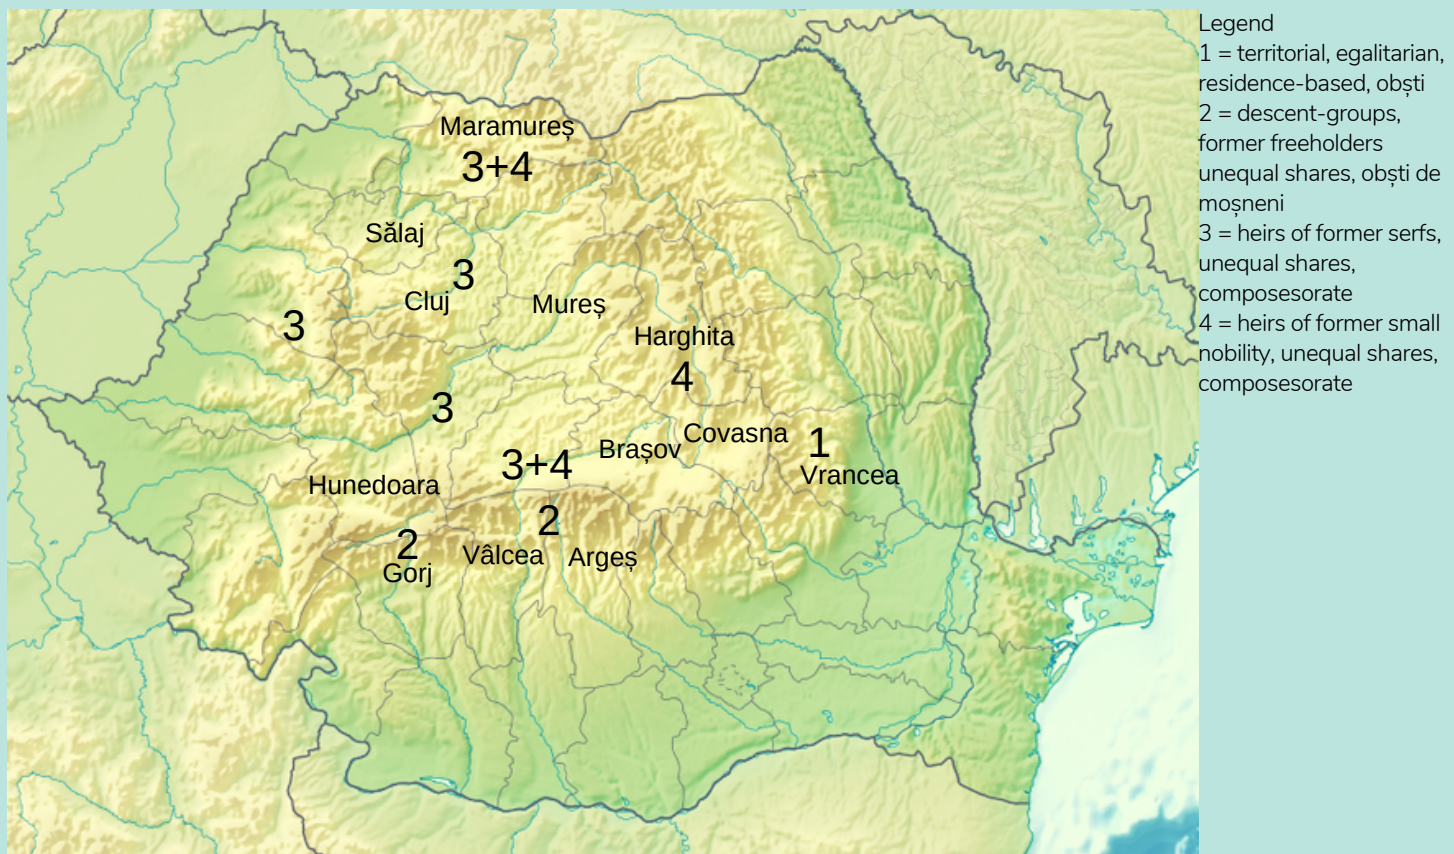 Legend
1 = territorial, egalitarian,
residence-based, obști
2 = descent-groups,
former freeholders
unequal shares, obști de
moșneni
3 = heirs of former serfs,
unequal shares,
composesorate
4 = heirs of former small
nobility, unequal shares,
composesorate
Maramureș
3+4
Sălaj
3
Cluj
Mureș
3
Harghita
4
3
Covasna
1
Brașov
3+4
Vrancea
Hunedoara
2
2
Vâlcea
Argeș
Gorj